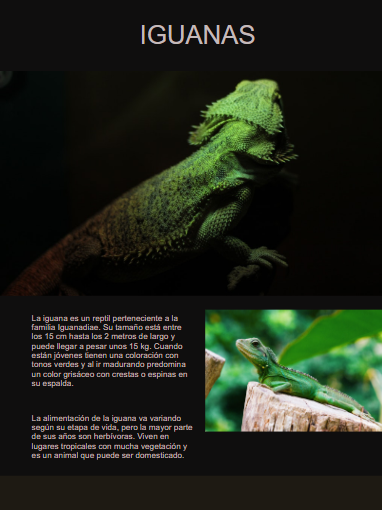 IGUANAS
La iguana es un reptil perteneciente a la
familia Iguanadiae. Su tamaño está entre
los 15 cm hasta los 2 metros de largo y
puede llegar a pesar unos 15 kg. Cuando
están jóvenes tienen una coloración con
tonos verdes y al ir madurando predomina
un color grisáceo con crestas o espinas en
su espalda.
La alimentación de la iguana va variando
según su etapa de vida, pero la mayor parte
de sus años son herbívoras. Viven en
lugares tropicales con mucha vegetación y
es un animal que puede ser domesticado.